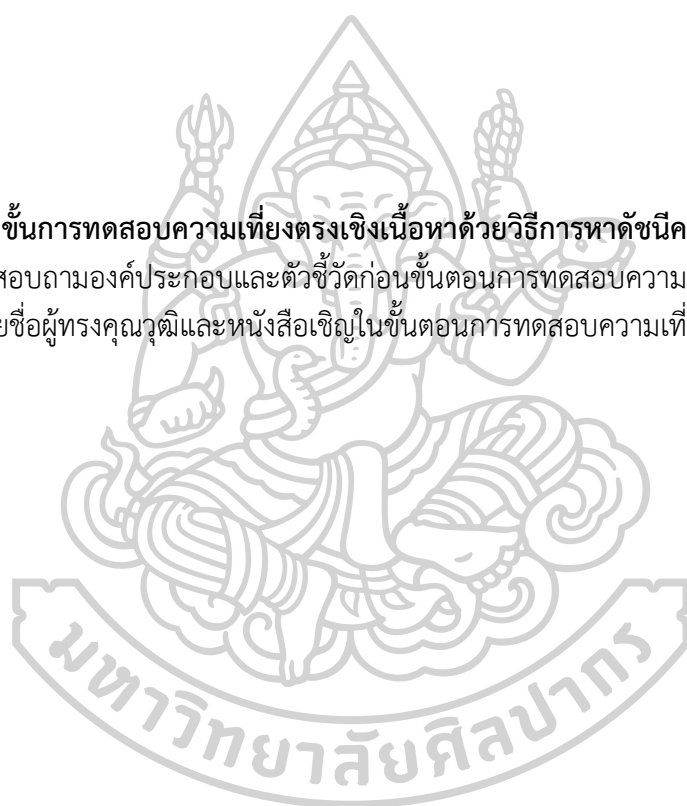 ขั้นการทดสอบความเที่ยงตรงเชิงเนื้อหาด้วยวิธีการหาดัชนีค
สอบถามองค์ประกอบและตัวชี้วัดก่อนขั้นตอนการทดสอบความ
ยชื่อผู้ทรงคุณวุฒิและหนังสือเชิญในขั้นตอนการทดสอบความเที่
มหาวิทยาลัยศิลปากร